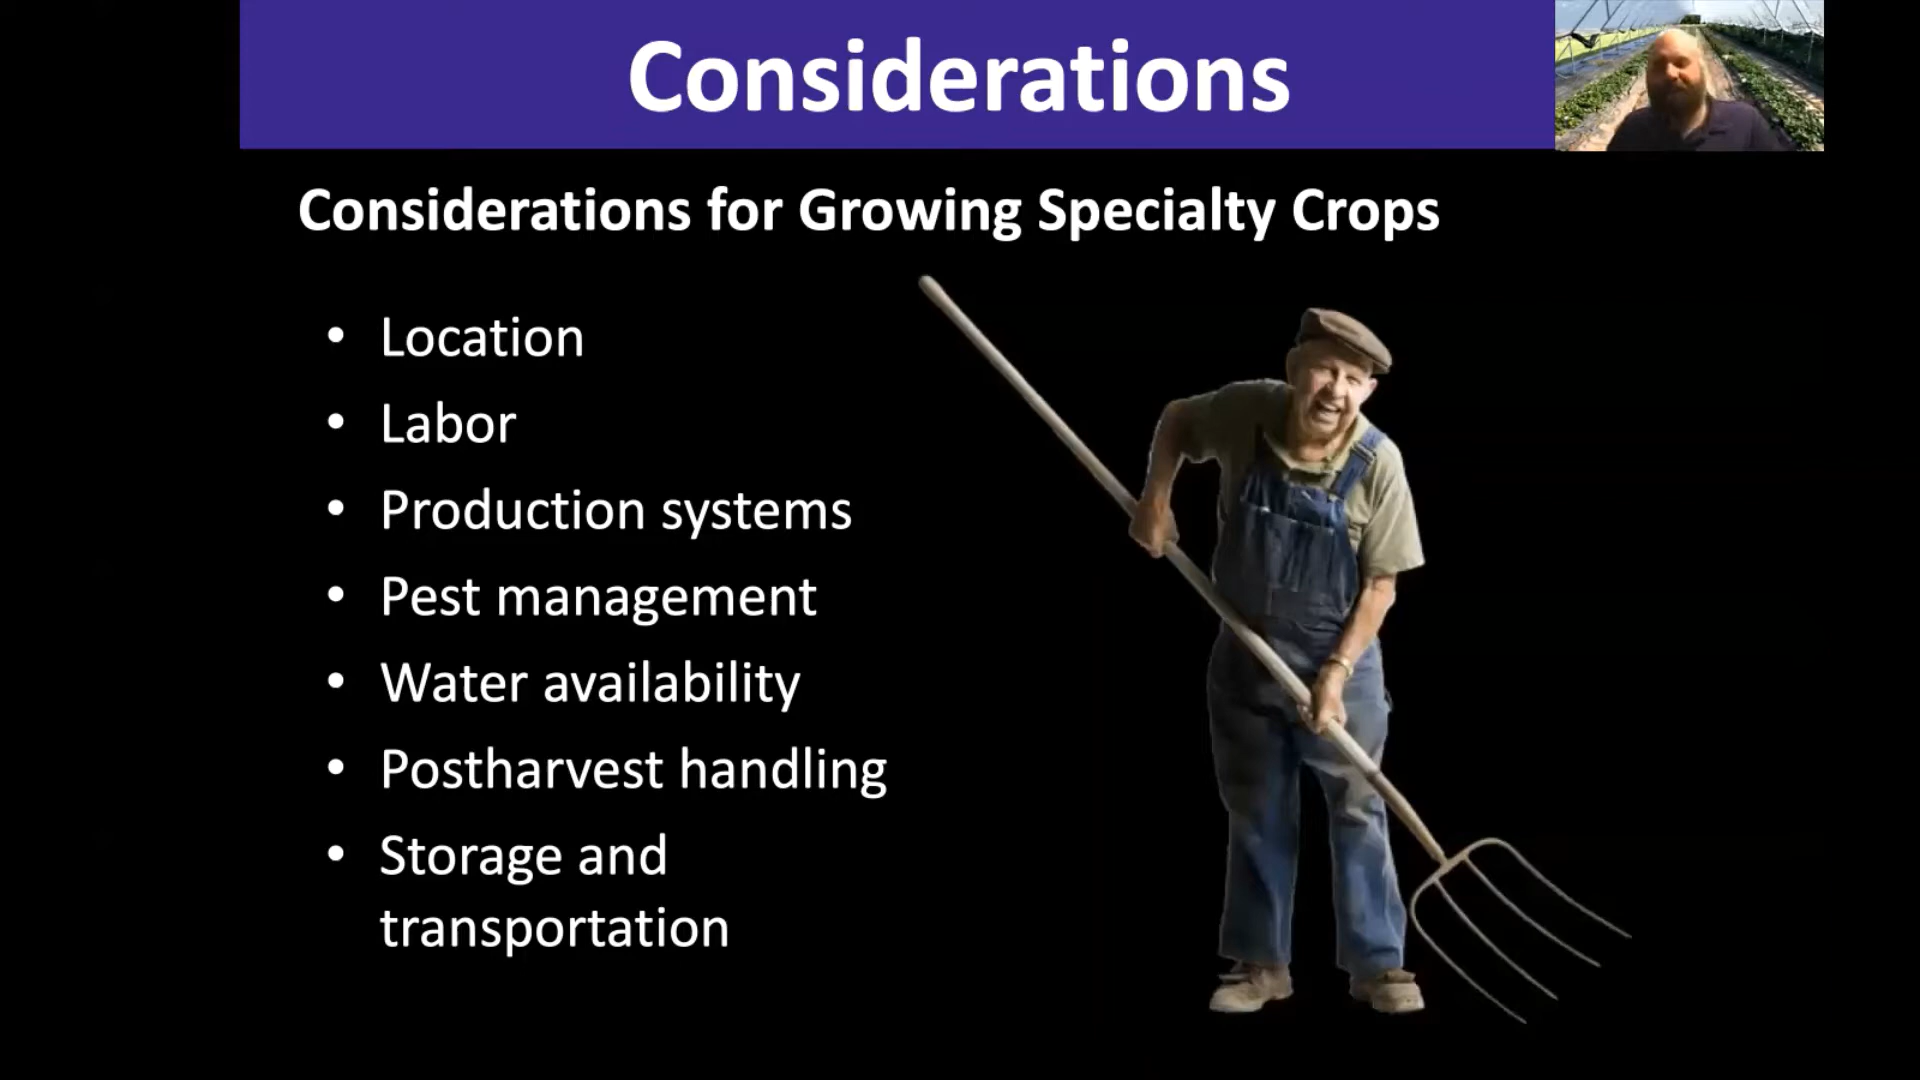 Considerations
Considerations for Growing Specialty Crops
• Location
• Labor
• Production systems
• Pest management
• Water availability
• Postharvest handling
• Storage and
transportation